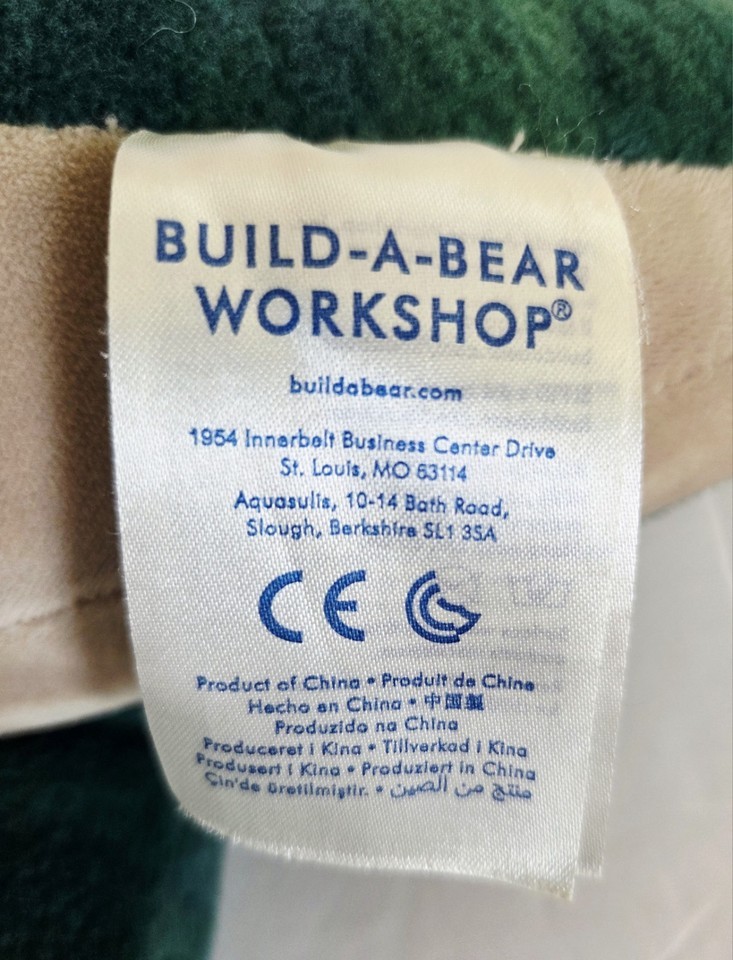 BUILD-A-BEAR
WORKSHOP®
buildabear.com
1954 Innerbelt Business Center Drive
St. Louis, MO 63114
Aquasulis, 10-14 Bath Road,
Slough, Berkshire SL1 3SA
CE
Product of China • Produit de Chine
Hecho en China • 中国製
Produzido na China
Produceret i Kina • Tillverkad i Kina
Produsert i Kina • Produziert in China
Çin'de üretilmiştir. • منتج من الصين